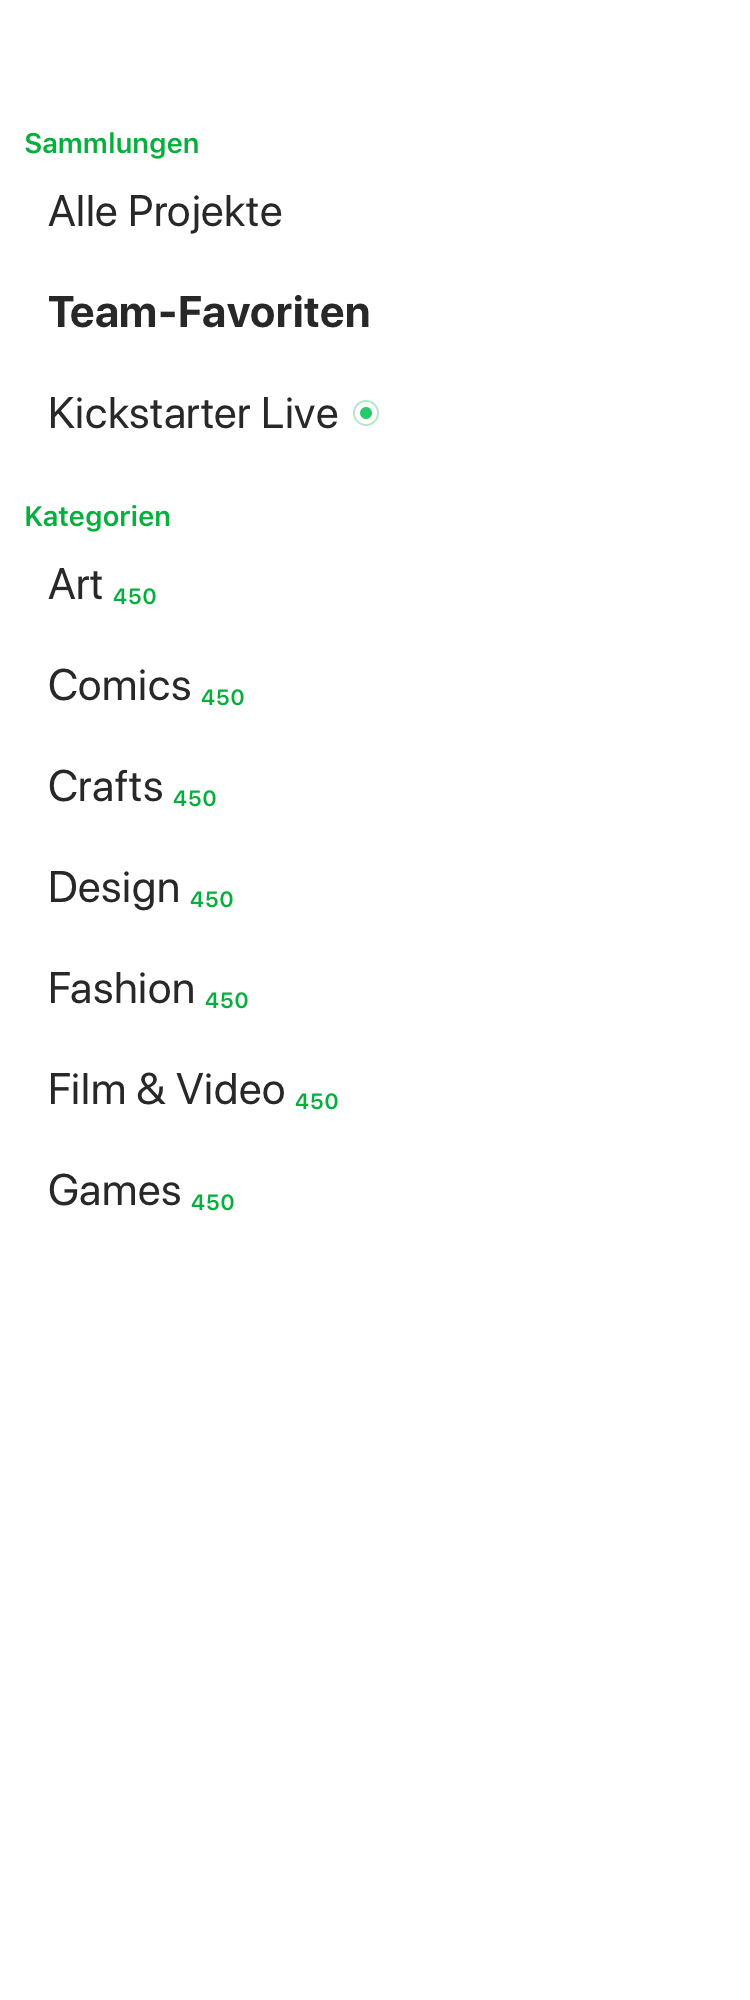 Sammlungen
Alle Projekte
Team-Favoriten
Kickstarter Live
Kategorien
Art 450
Comics 450
Crafts 450
Design 450
Fashion 450
Film & Video 450
Games 450